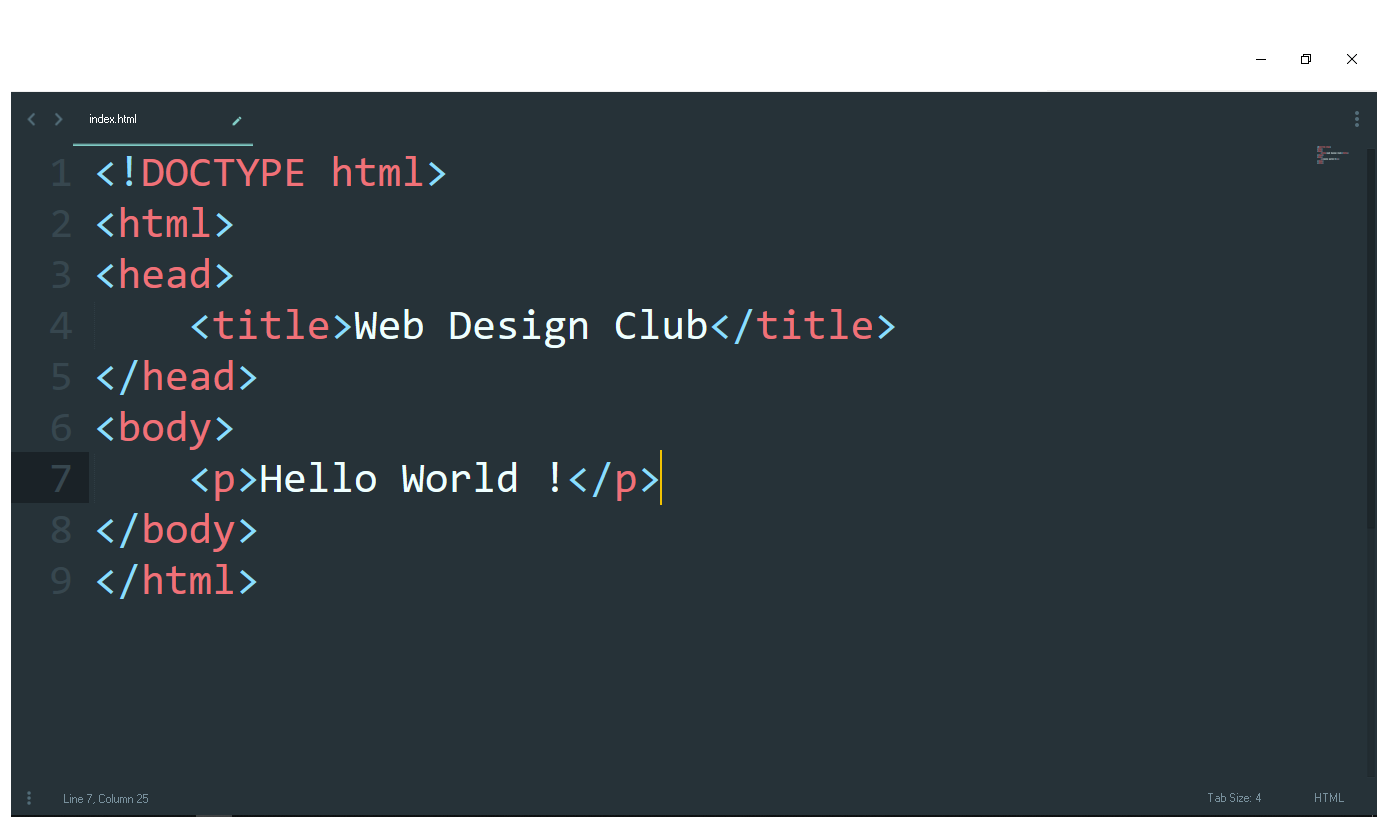 index.html
1 <!DOCTYPE html>
2 <html>
3 <head>
4     <title>Web Design Club</title>
5 </head>
6 <body>
7     <p>Hello World !</p>
8 </body>
9 </html>
Line 7, Column 25 Tab Size: 4 HTML